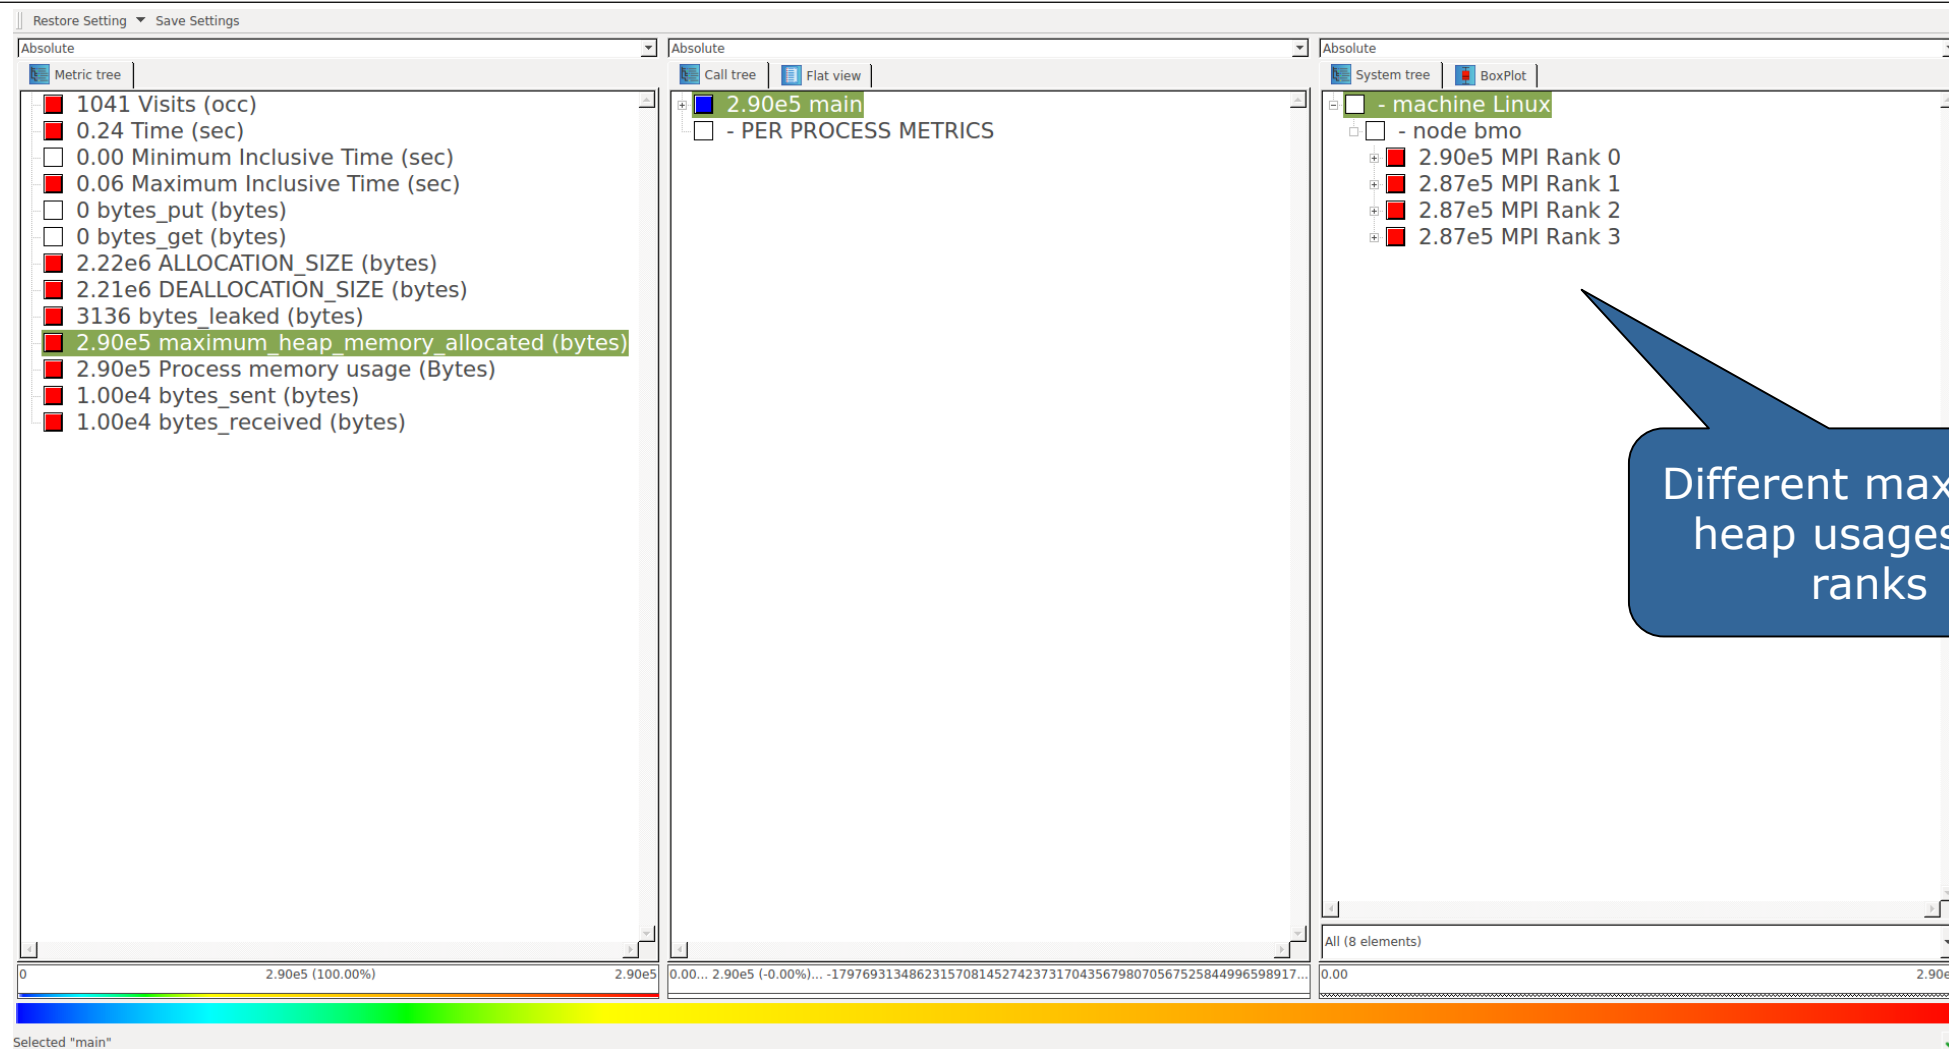 Restore Setting Save Settings
Absolute
Metric tree
1041 Visits (occ)
0.24 Time (sec)
0.00 Minimum Inclusive Time (sec)
0.06 Maximum Inclusive Time (sec)
0 bytes_put (bytes)
0 bytes_get (bytes)
2.22e6 ALLOCATION_SIZE (bytes)
2.21e6 DEALLOCATION_SIZE (bytes)
3136 bytes_leaked (bytes)
2.90e5 maximum_heap_memory_allocated (bytes)
2.90e5 Process memory usage (Bytes)
1.00e4 bytes_sent (bytes)
1.00e4 bytes_received (bytes)
0 2.90e5 (100.00%) 2.90e5
Absolute
Call tree Flat view
2.90e5 main
- PER PROCESS METRICS
0.00... 2.90e5 (-0.00%)... -1797693134862315708145274237317043567980705675258449965989​17...
Absolute
System tree BoxPlot
- machine Linux
- node bmo
2.90e5 MPI Rank 0
2.87e5 MPI Rank 1
2.87e5 MPI Rank 2
2.87e5 MPI Rank 3
Different max
heap usages
ranks
All (8 elements)
0.00 2.90e
Selected "main"